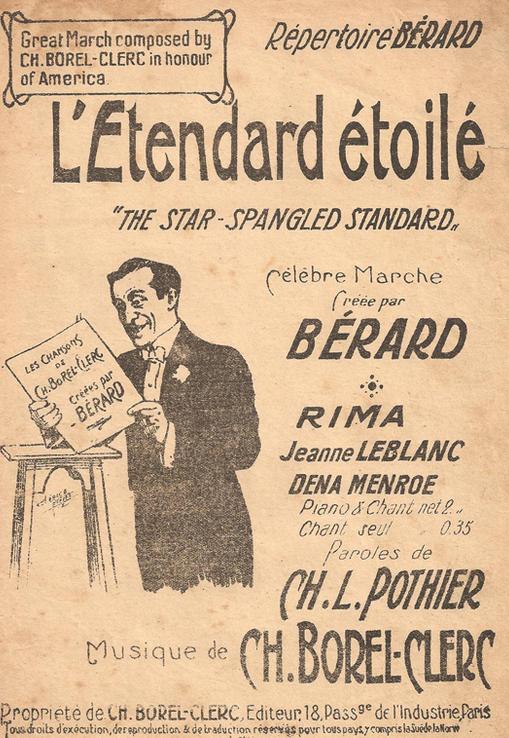 Great March composed by
CH. BOREL-CLERC in honour
of America
Répertoire BÉRARD
L'Etendard étoilé
"THE STAR-SPANGLED STANDARD„
Célèbre Marche
Créée par
BÉRARD
RIMA
Jeanne LEBLANC
DENA MENROE
Piano & Chant net 2.„
Chant seul 0.35
Paroles de
CH. L. POTHIER
Musique de CH. BOREL-CLERC
LES CHANSONS
DE
CH. BOREL-CLERC
Créées par
BÉRARD
Propriété de CH. BOREL-CLERC, Editeur, 18, Passge de l'Industrie, Paris
Tous droits d'exécution, de reproduction & de traduction réservés pour tous pays, y compris la Suède la Norw